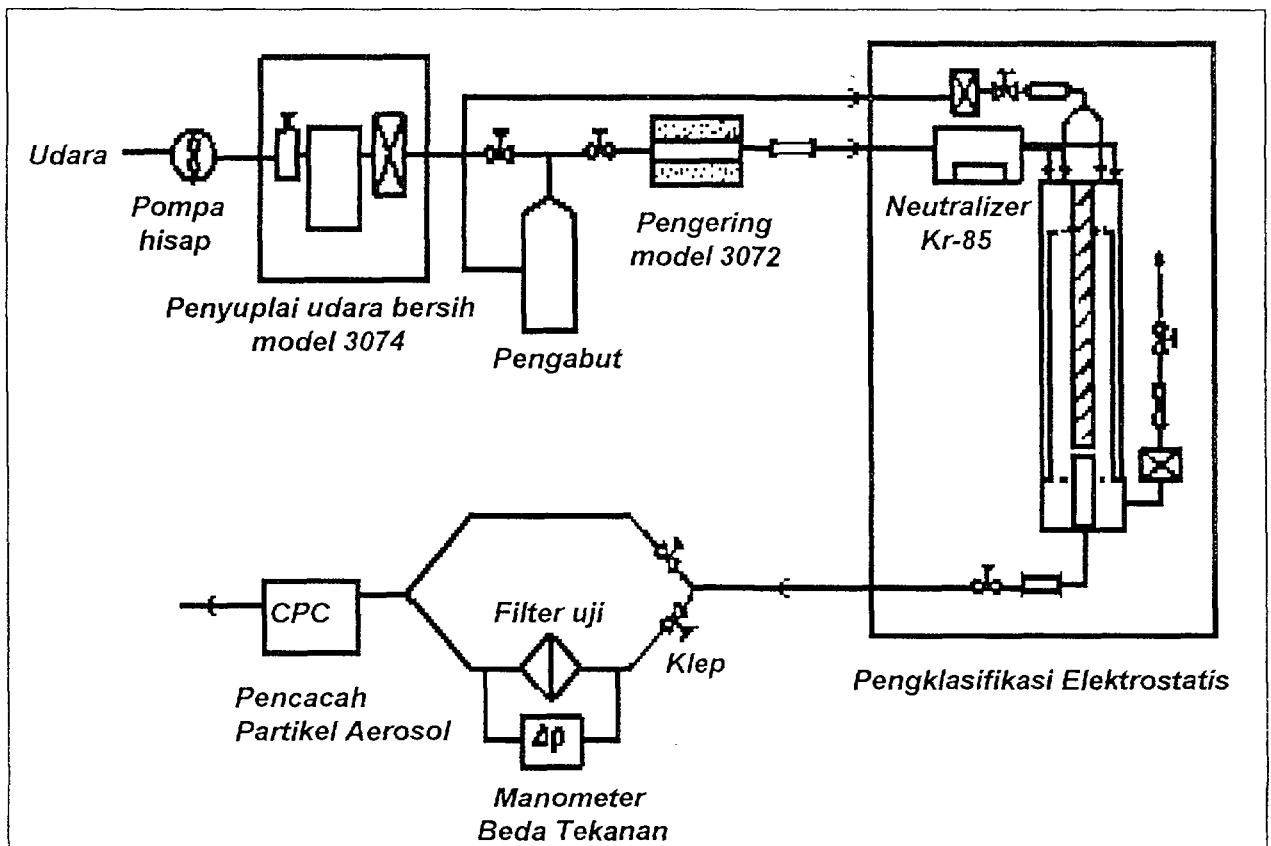 Udara
Pompa
hisap
Penyuplai udara bersih
model 3074
Pengabut
Pengering
model 3072
Neutralizer
Kr-85
Pengklasifikasi Elektrostatis
CPC
Filter uji
Klep
Pencacah
Partikel Aerosol
Δp
Manometer
Beda Tekanan